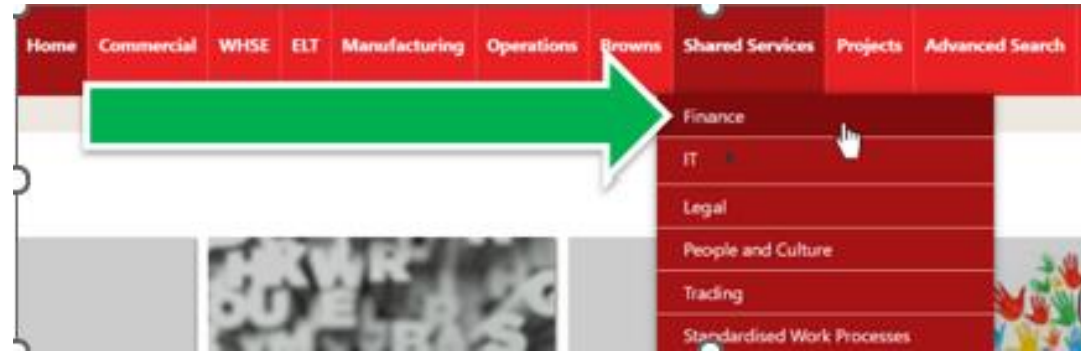 Home Commercial WHSE ELT Manufacturing Operations Browns Shared Services Projects Advanced Search
Finance
IT
Legal
People and Culture
Trading
Standardised Work Processes